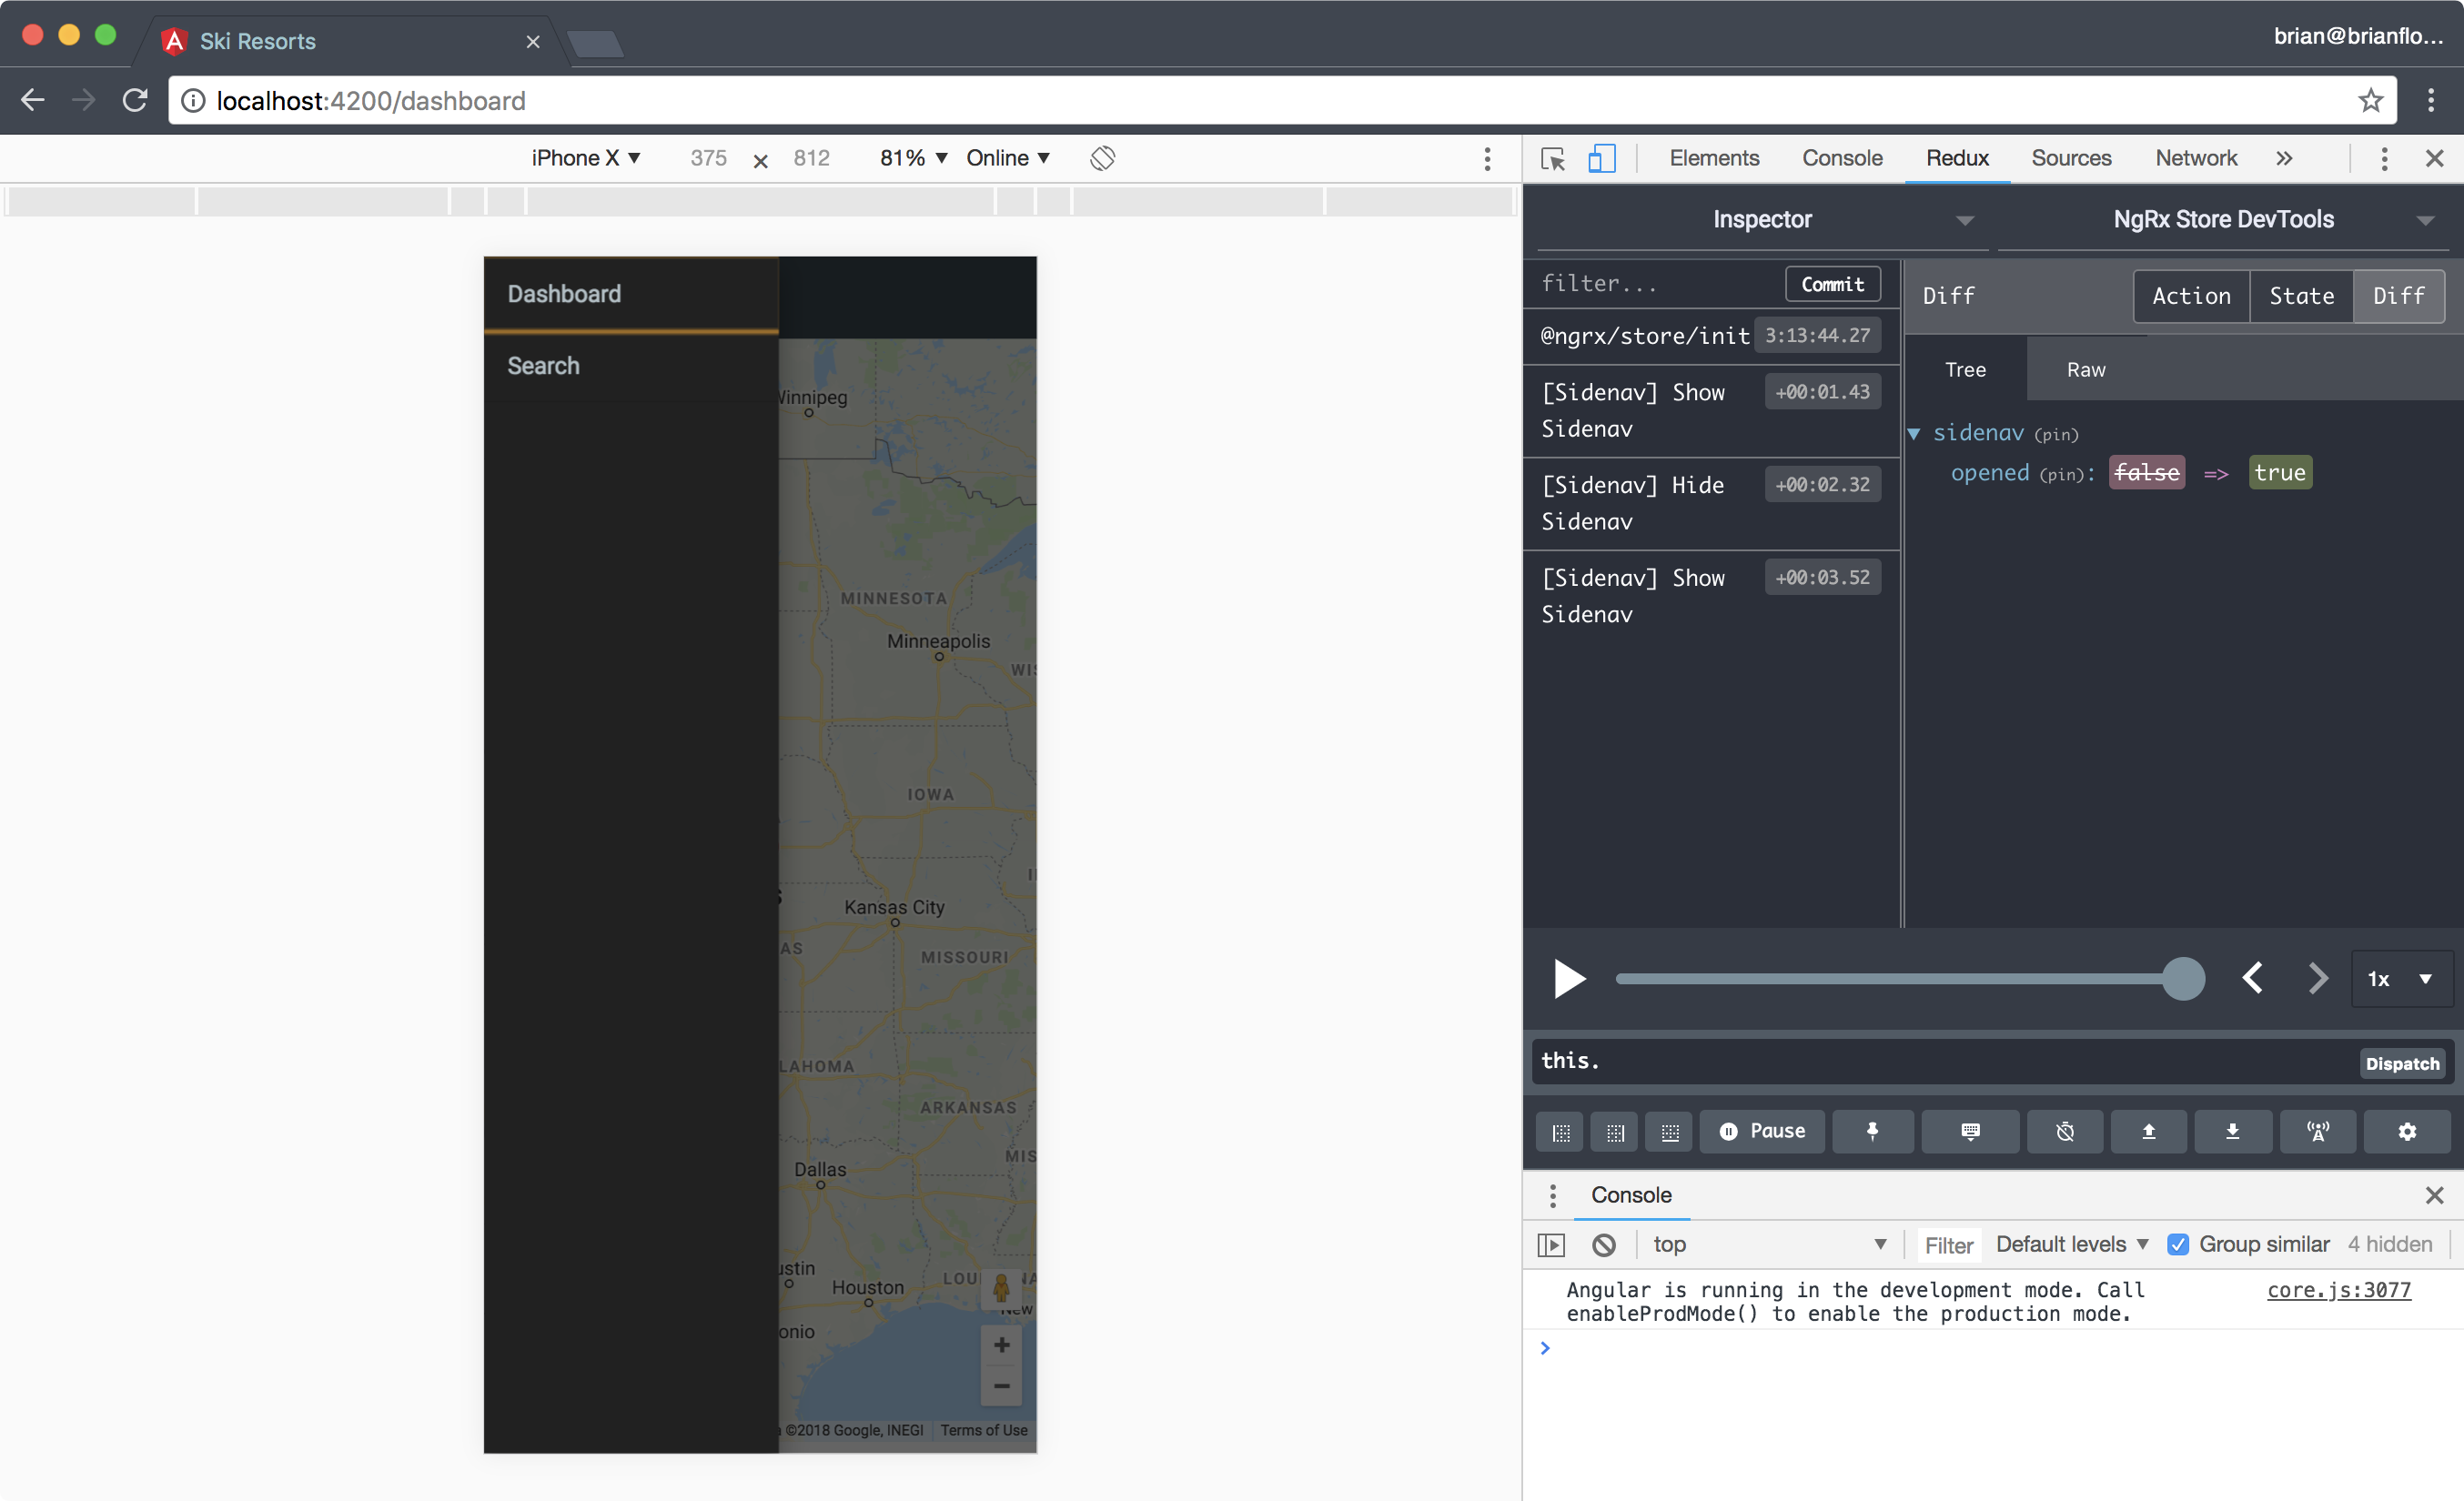 Ski Resorts
brian@brianflo...
localhost:4200/dashboard
iPhone X 375 × 812 81% Online
Elements Console Redux Sources Network »
Inspector NgRx Store DevTools
filter... Commit
Diff Action State Diff
@ngrx/store/init 3:13:44.27
[Sidenav] Show +00:01.43
Sidenav
[Sidenav] Hide +00:02.32
Sidenav
[Sidenav] Show +00:03.52
Sidenav
Tree Raw
sidenav (pin)
opened (pin): false => true
1x
this. Dispatch
Pause
Console
top Filter Default levels Group similar 4 hidden
Angular is running in the development mode. Call core.js:3077
enableProdMode() to enable the production mode.
>
Dashboard
Search
Winnipeg
MINNESOTA
Minneapolis
WIS
IOWA
Kansas City
AS
MISSOURI
LAHOMA
ARKANSAS
MIS
Dallas
ustin
Houston
LOU NA
New
onio
+
−
©2018 Google, INEGI Terms of Use